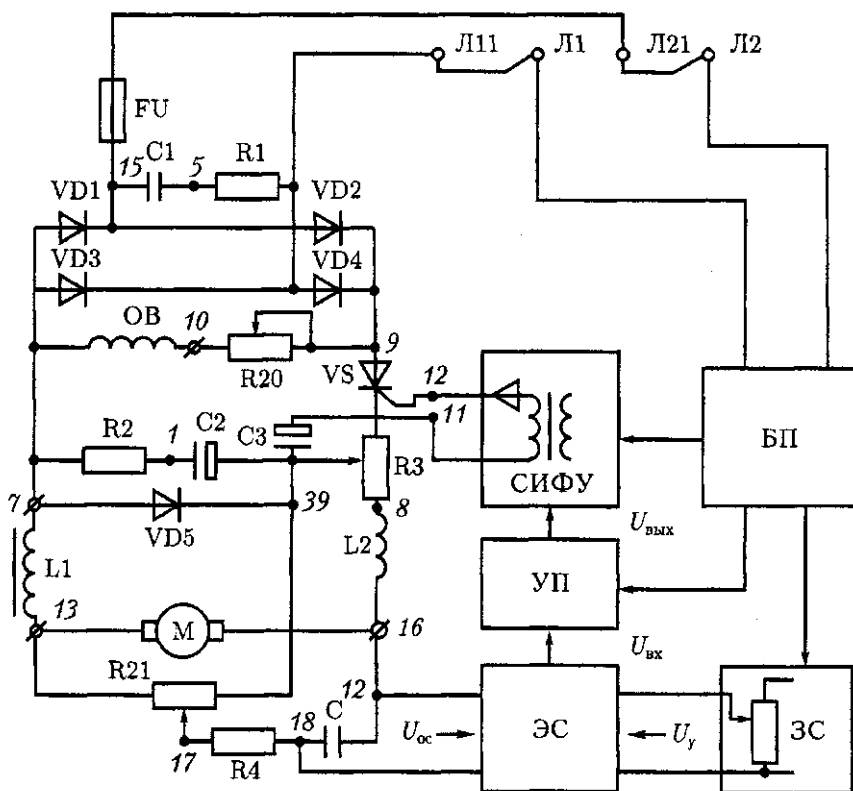 Л11
Л1
Л21
Л2
FU
15
C1
5
R1
VD1
VD2
VD3
VD4
ОВ
10
9
R20
VS
12
11
R2
1
C2
C3
R3
СИФУ
БП
7
VD5
39
8
L1
L2
Uвых
УП
13
М
16
Uвх
R21
12
18
C
17
R4
Uос
ЭС
Uу
ЗС